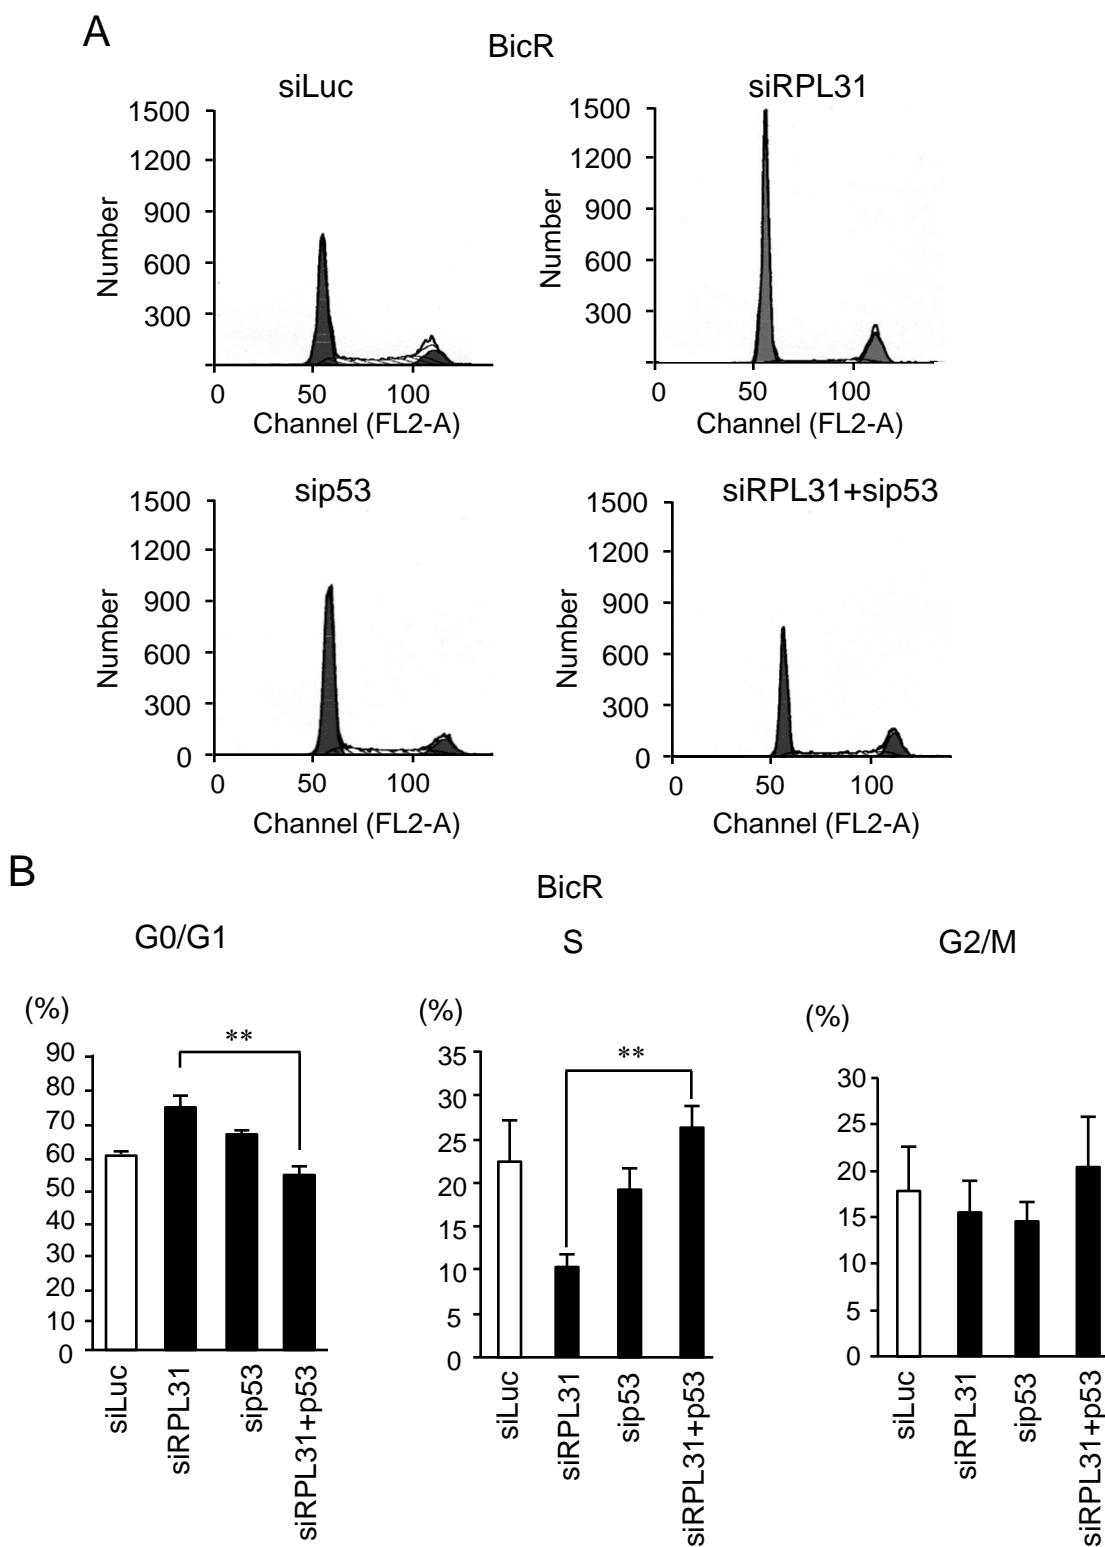 A
BicR
siLuc
siRPL31
1500
1200
900
600
300
Number
0
50
100
Channel (FL2-A)
1500
1200
900
600
300
Number
0
50
100
Channel (FL2-A)
sip53
siRPL31+sip53
1500
1200
900
600
300
0
Number
0
50
100
Channel (FL2-A)
1500
1200
900
600
300
0
Number
0
50
100
Channel (FL2-A)
B
BicR
G0/G1
S
G2/M
(%)
90
80
70
60
50
40
30
20
10
0
**
siLuc
siRPL31
sip53
siRPL31+p53
(%)
35
30
25
20
15
10
5
0
**
siLuc
siRPL31
sip53
siRPL31+p53
(%)
30
25
20
15
10
5
0
siLuc
siRPL31
sip53
siRPL31+p53